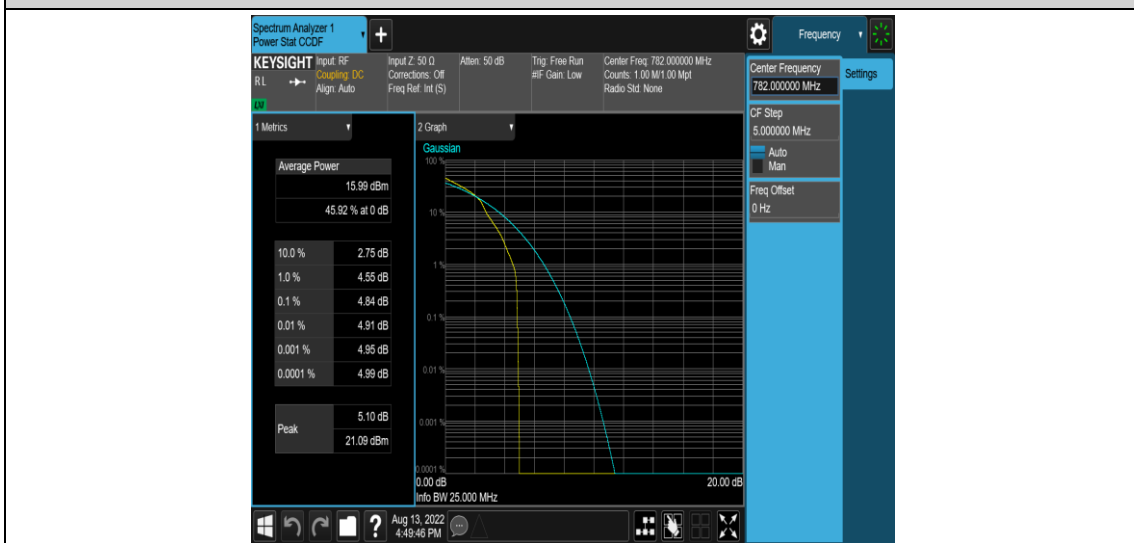 Spectrum Analyzer 1
Power Stat CCDF
+
Frequency
KEYSIGHT
RL
LXI
Input: RF
Coupling: DC
Align: Auto
Input Z: 50 Ω
Corrections: Off
Freq Ref: Int (S)
Atten: 50 dB
Trig: Free Run
#IF Gain: Low
Center Freq: 782.000000 MHz
Counts: 1.00 M/1.00 Mpt
Radio Std: None
Center Frequency
782.000000 MHz
Settings
CF Step
5.000000 MHz
Auto
Man
Freq Offset
0 Hz
1 Metrics
Average Power
15.99 dBm
45.92 % at 0 dB
10.0 % 2.75 dB
1.0 % 4.55 dB
0.1 % 4.84 dB
0.01 % 4.91 dB
0.001 % 4.95 dB
0.0001 % 4.99 dB
Peak
5.10 dB
21.09 dBm
2 Graph
Gaussian
100 %
10 %
1 %
0.1 %
0.01 %
0.001 %
0.0001 %
0.00 dB 20.00 dB
Info BW 25.000 MHz
?
Aug 13, 2022
4:49:46 PM